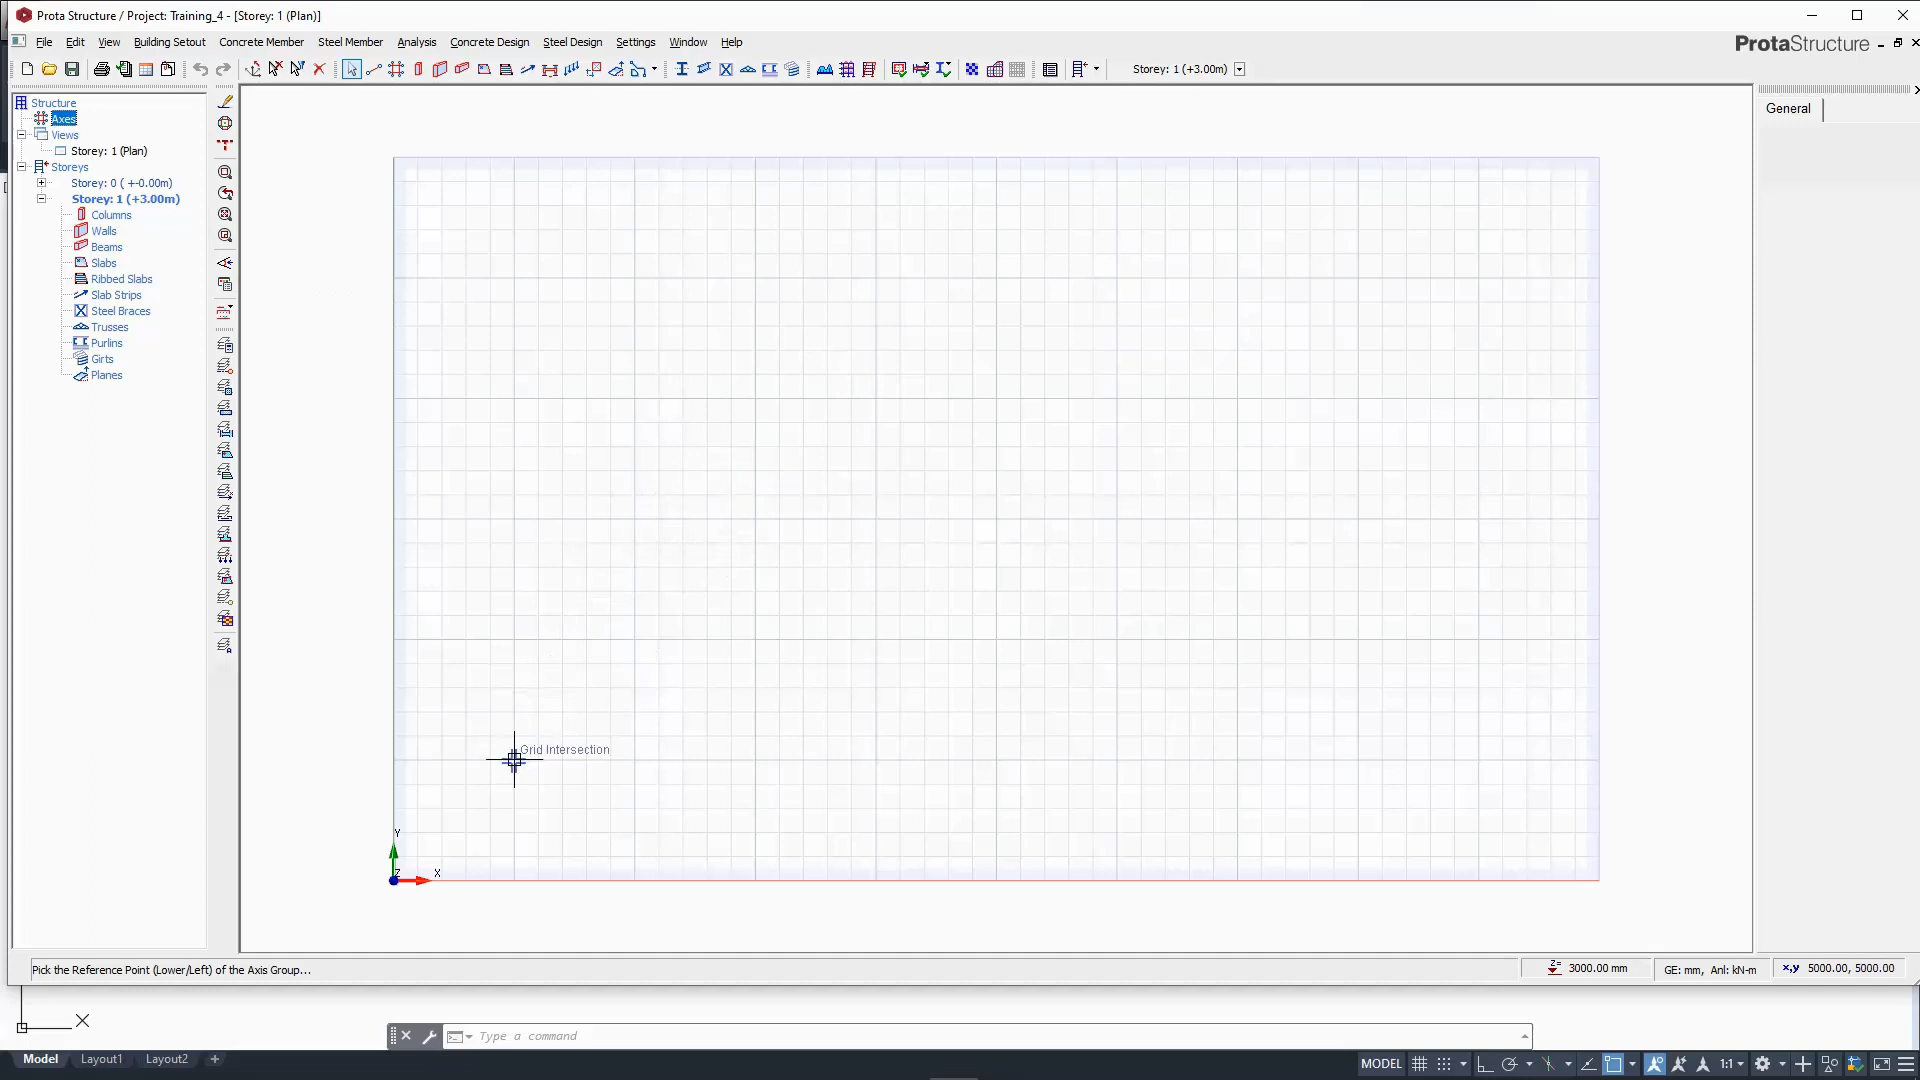 Prota Structure / Project: Training_4 - [Storey: 1 (Plan)]
File Edit View Building Setout Concrete Member Steel Member Analysis Concrete Design Steel Design Settings Window Help
ProtaStructure
Storey: 1 (+3.00m)
Structure
Axes
Views
Storey: 1 (Plan)
Storeys
Storey: 0 ( +-0.00m)
Storey: 1 (+3.00m)
Columns
Walls
Beams
Slabs
Ribbed Slabs
Slab Strips
Steel Braces
Trusses
Purlins
Girts
Planes
General
Grid Intersection
Y
Z
X
Pick the Reference Point (Lower/Left) of the Axis Group...
Z= 3000.00 mm
GE: mm, Anl: kN-m
x,y 5000.00, 5000.00
X
Type a command
Model Layout1 Layout2 +
MODEL
1:1